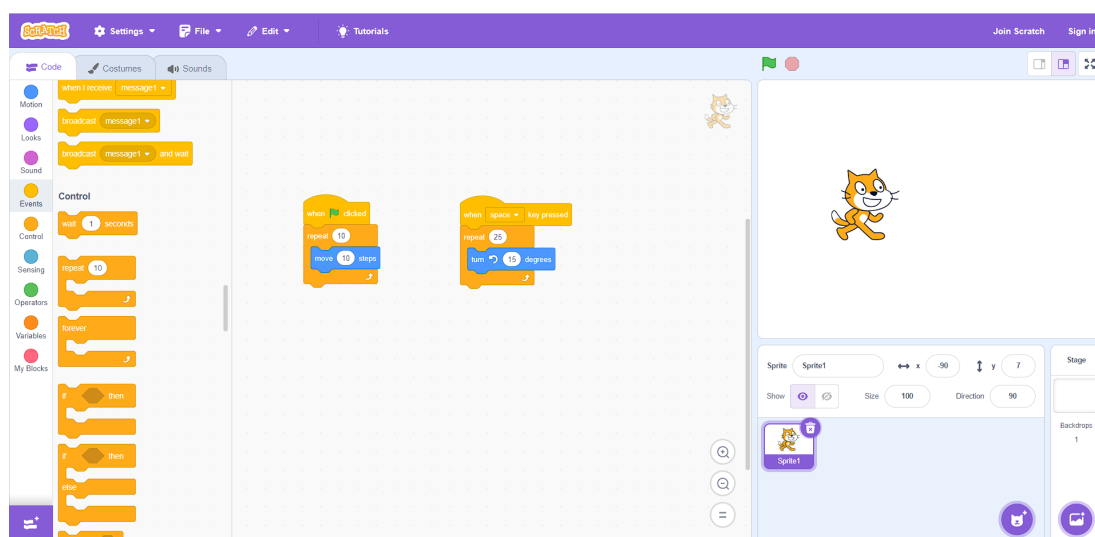 SCRATCH Settings File Edit Tutorials Join Scratch Sign in
Code Costumes Sounds
Motion
Looks
Sound
Events
Control
Sensing
Operators
Variables
My Blocks
when I receive message1
broadcast message1
broadcast message1 and wait
Control
wait 1 seconds
repeat 10
forever
if then
if then
else
when clicked
repeat 10
move 10 steps
when space key pressed
repeat 25
turn 15 degrees
Sprite Sprite1 x -90 y 7
Show Size 100 Direction 90
Sprite1
Stage
Backdrops
1